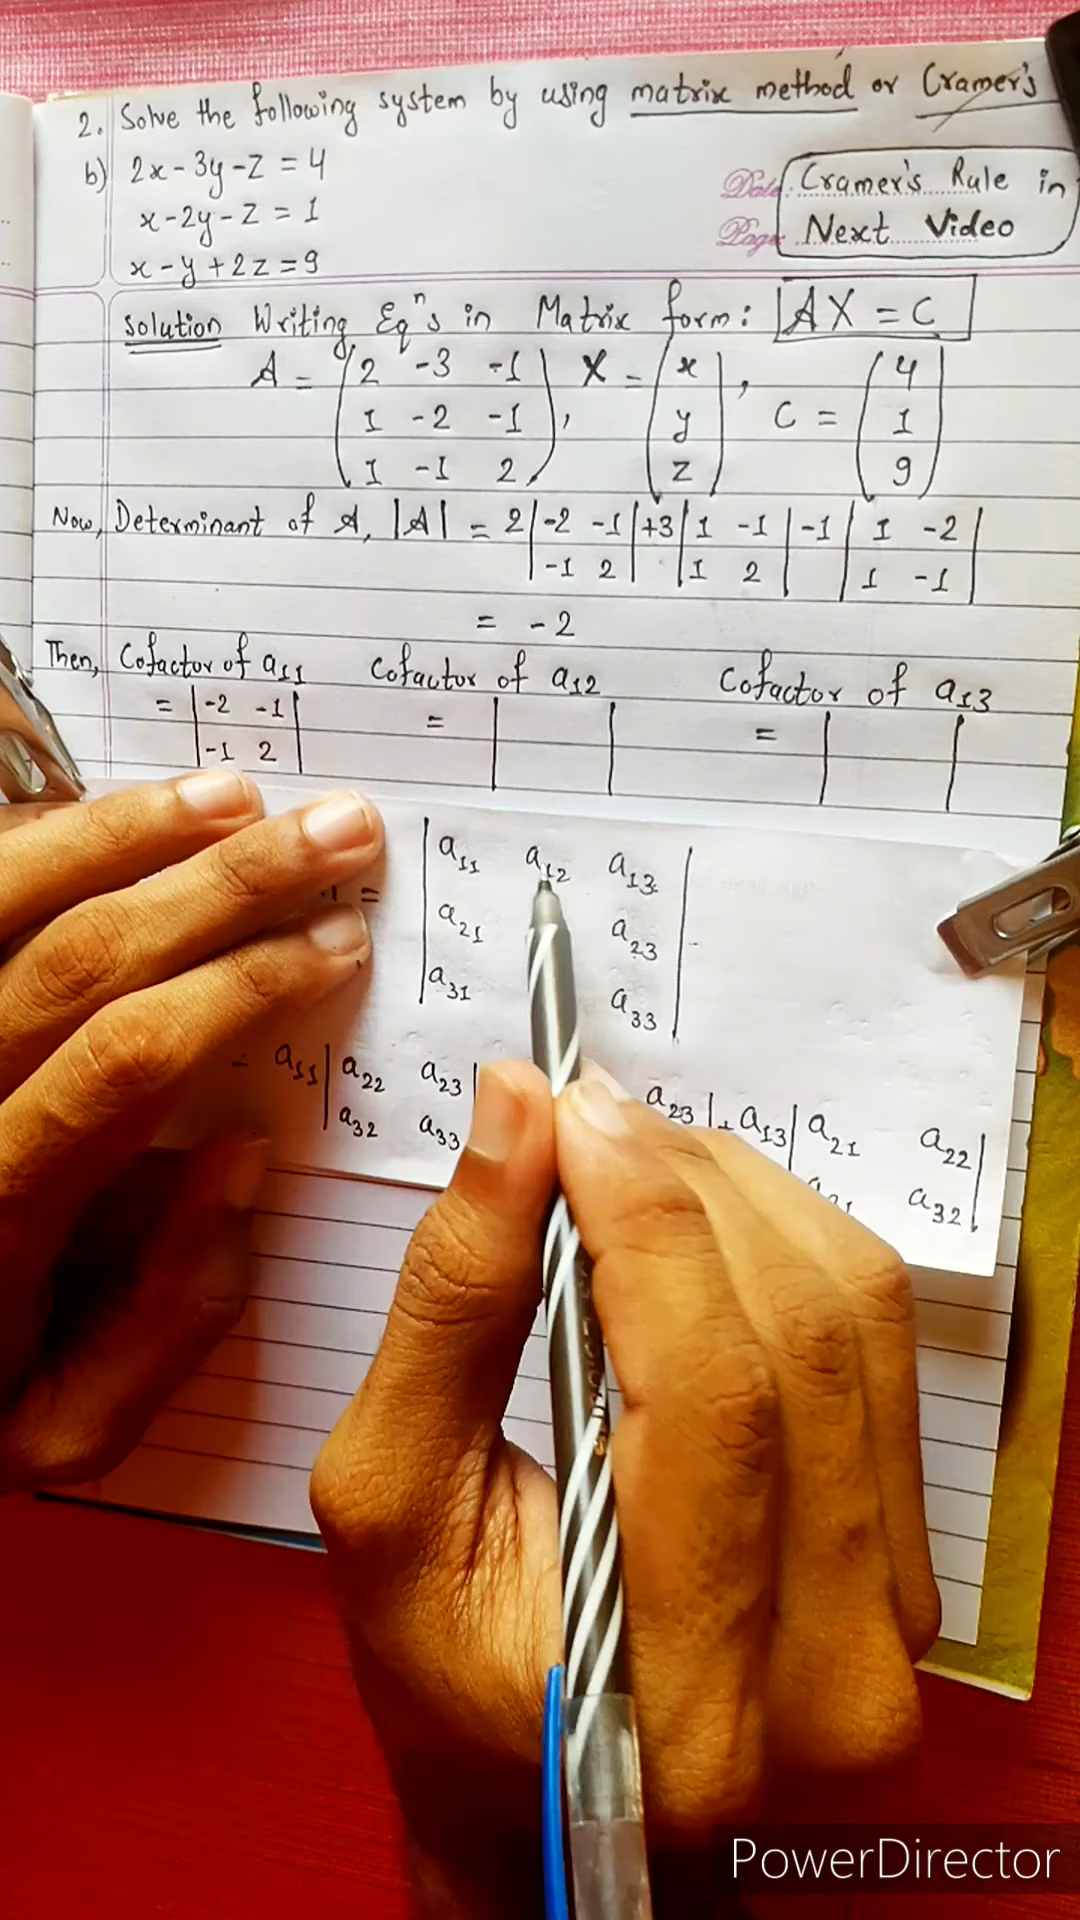 2. Solve the following system by using matrix method or Cramer's
b) 2x - 3y - z = 4
x - 2y - z = 1
x - y + 2z = 9
Date:
Page:
Cramer's Rule in
Next Video
Solution Writing Eqⁿs in Matrix form: AX = C
A = (2 -3 -1), X = (x), C = (4)
1 -2 -1 y 1
1 -1 2 z 9
Now, Determinant of A, |A| = 2|-2 -1|+3|1 -1|-1|1 -2|
-1 2 1 2 1 -1
= -2
Then, Cofactor of a11 Cofactor of a12 Cofactor of a13
= |-2 -1| = | | = | |
-1 2
= |a11 a12 a13|
a21 a23
a31 a33
= a11|a22 a23| a23|+a13|a21 a22|
a32 a33 a32
PowerDirector